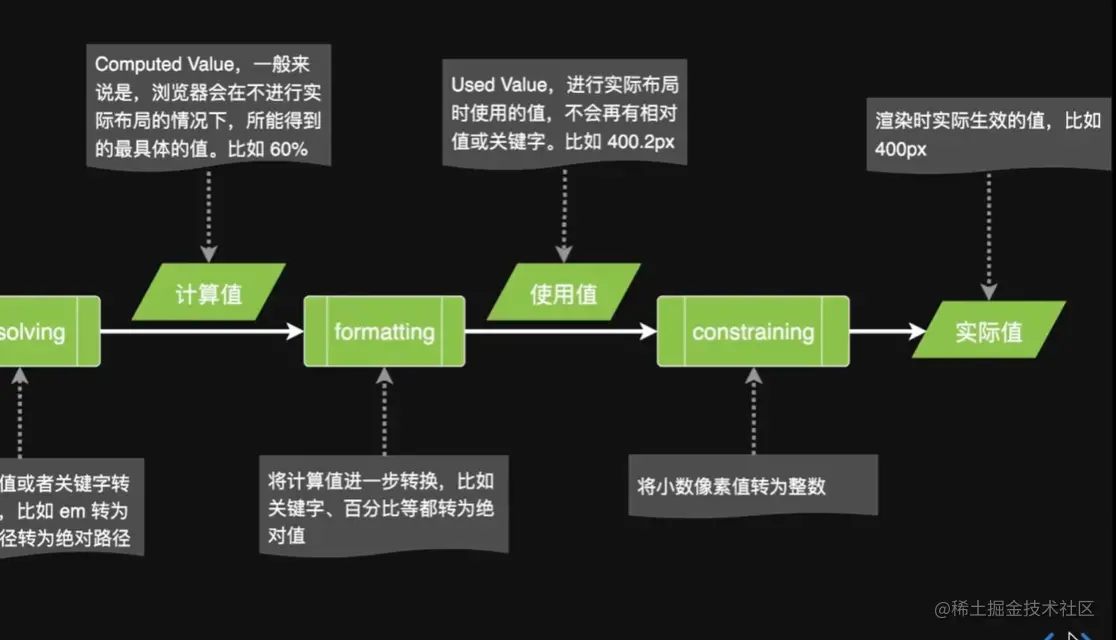 Computed Value，一般来
说是，浏览器会在不进行实
际布局的情况下，所能得到
的最具体的值。比如 60%
Used Value，进行实际布局
时使用的值，不会再有相对
值或关键字。比如 400.2px
渲染时实际生效的值，比如
400px
计算值
使用值
solving
formatting
constraining
实际值
值或者关键字转
，比如 em 转为
径转为绝对路径
将计算值进一步转换，比如
关键字、百分比等都转为绝
对值
将小数像素值转为整数
@稀土掘金技术社区